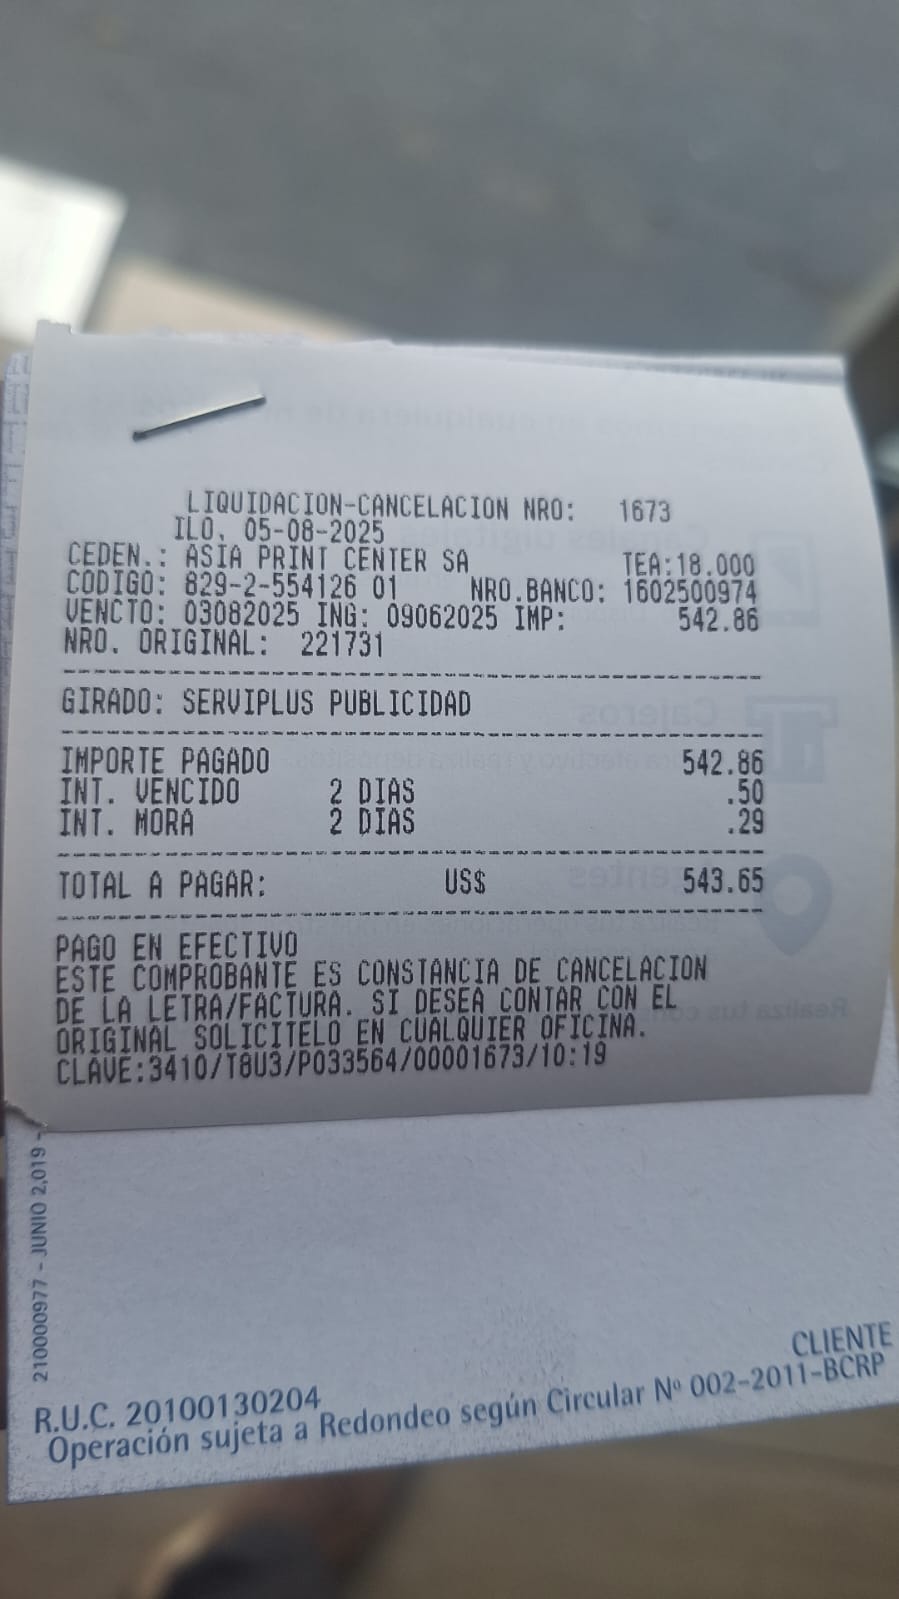 LIQUIDACION-CANCELACION NRO: 1673
ILO, 05-08-2025
CEDEN.: ASIA PRINT CENTER SA TEA:18.000
CODIGO: 829-2-554126 01 NRO.BANCO: 1602500974
VENCTO: 03082025 ING: 09062025 IMP: 542.86
NRO. ORIGINAL: 221731
GIRADO: SERVIPLUS PUBLICIDAD
IMPORTE PAGADO 542.86
INT. VENCIDO 2 DIAS .50
INT. MORA 2 DIAS .29
TOTAL A PAGAR: US$ 543.65
PAGO EN EFECTIVO
ESTE COMPROBANTE ES CONSTANCIA DE CANCELACION
DE LA LETRA/FACTURA. SI DESEA CONTAR CON EL
ORIGINAL SOLICITELO EN CUALQUIER OFICINA.
CLAVE:3410/T8U3/P033564/00001673/10:19
210000977 - JUNIO 2,019 -
CLIENTE
R.U.C. 20100130204
Operación sujeta a Redondeo según Circular Nº 002-2011-BCRP